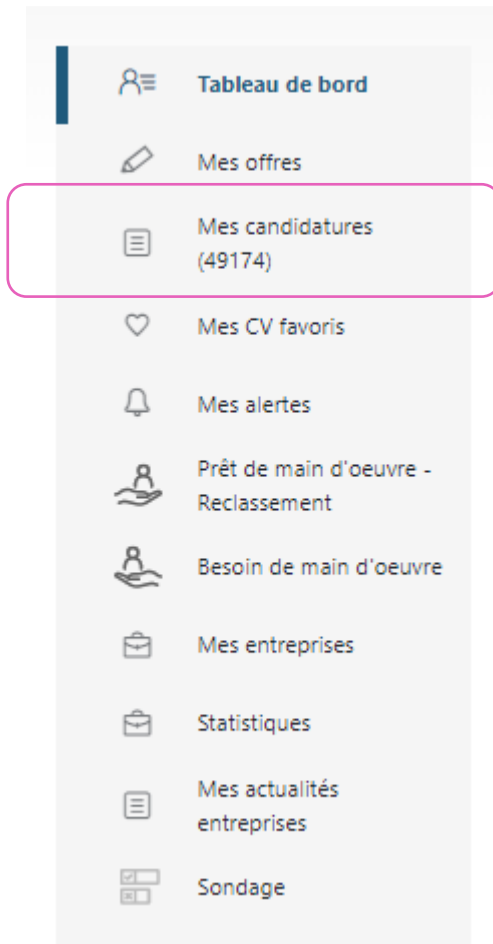 Tableau de bord
Mes offres
Mes candidatures
(49174)
Mes CV favoris
Mes alertes
Prêt de main d'oeuvre -
Reclassement
Besoin de main d'oeuvre
Mes entreprises
Statistiques
Mes actualités
entreprises
Sondage